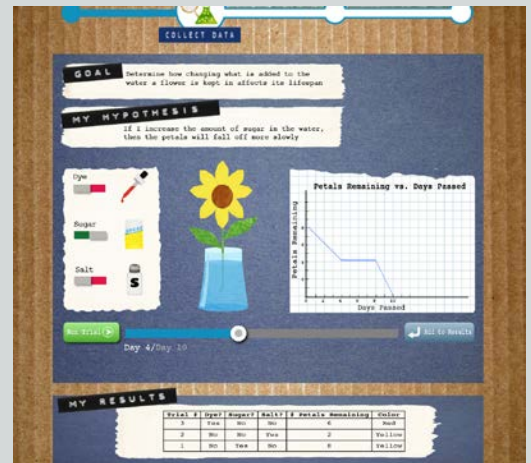 COLLECT DATA
GOAL
Determine how changing what is added to the
water a flower is kept in affects its lifespan
MY HYPOTHESIS
If I increase the amount of sugar in the water,
then the petals will fall off more slowly
Dye
Sugar
Salt
S
Petals Remaining vs. Days Passed
Petals Remaining
Days Passed
Run Trial
Day 4/Day 10
Add to Results
MY RESULTS
Trial # Dye? Sugar? Salt? # Petals Remaining Color
3 Yes No No 6 Red
2 No No Yes 2 Yellow
1 No Yes No 8 Yellow